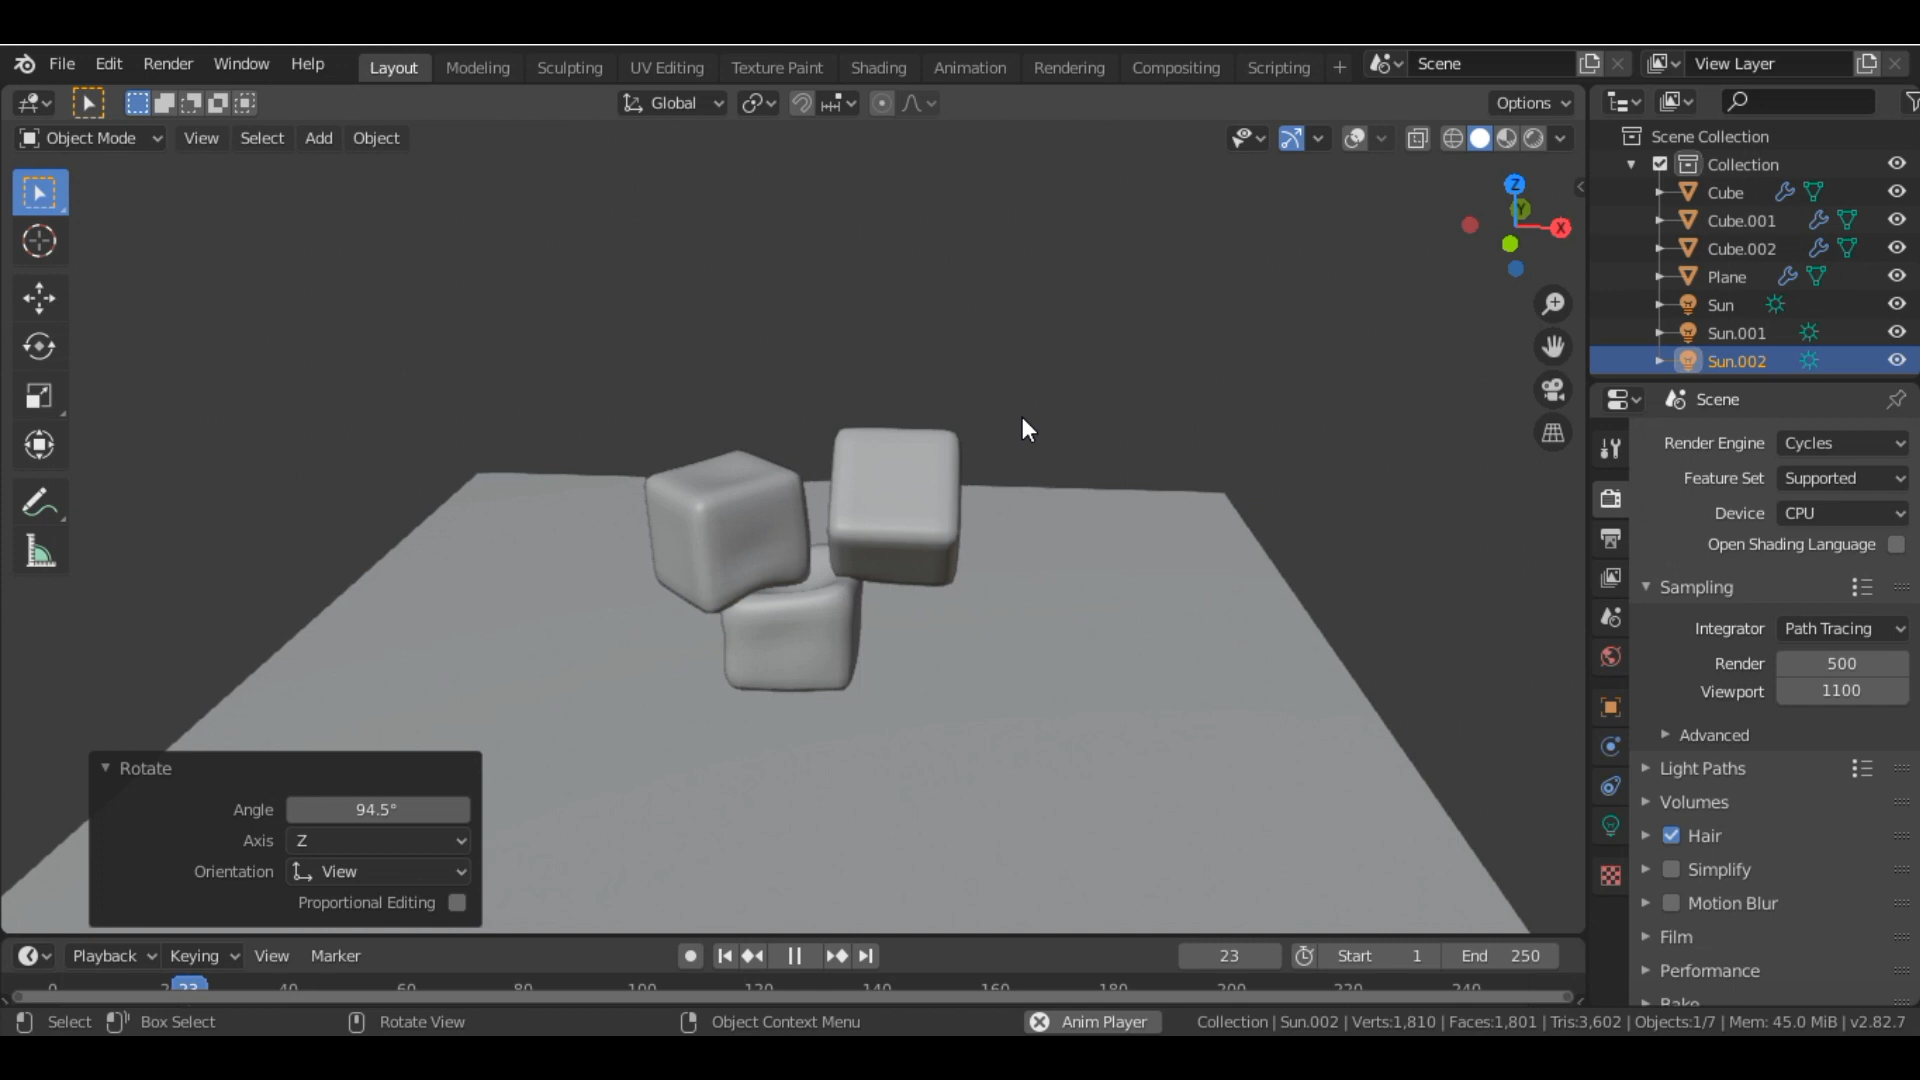 File Edit Render Window Help Layout Modeling Sculpting UV Editing Texture Paint Shading Animation Rendering Compositing Scripting + Scene View Layer
Global Options
Object Mode View Select Add Object
Z
Y
X
Scene Collection
Collection
Cube
Cube.001
Cube.002
Plane
Sun
Sun.001
Sun.002
Scene
Render Engine Cycles
Feature Set Supported
Device CPU
Open Shading Language
Sampling
Integrator Path Tracing
Render 500
Viewport 1100
Advanced
Light Paths
Volumes
Hair
Simplify
Motion Blur
Film
Performance
Bake
Rotate
Angle 94.5°
Axis Z
Orientation View
Proportional Editing
Playback Keying View Marker 23 Start 1 End 250
0 23 40 60 80 100 120 140 160 180 200 220 240
Select Box Select Rotate View Object Context Menu Anim Player Collection | Sun.002 | Verts:1,810 | Faces:1,801 | Tris:3,602 | Objects:1/7 | Mem: 45.0 MiB | v2.82.7